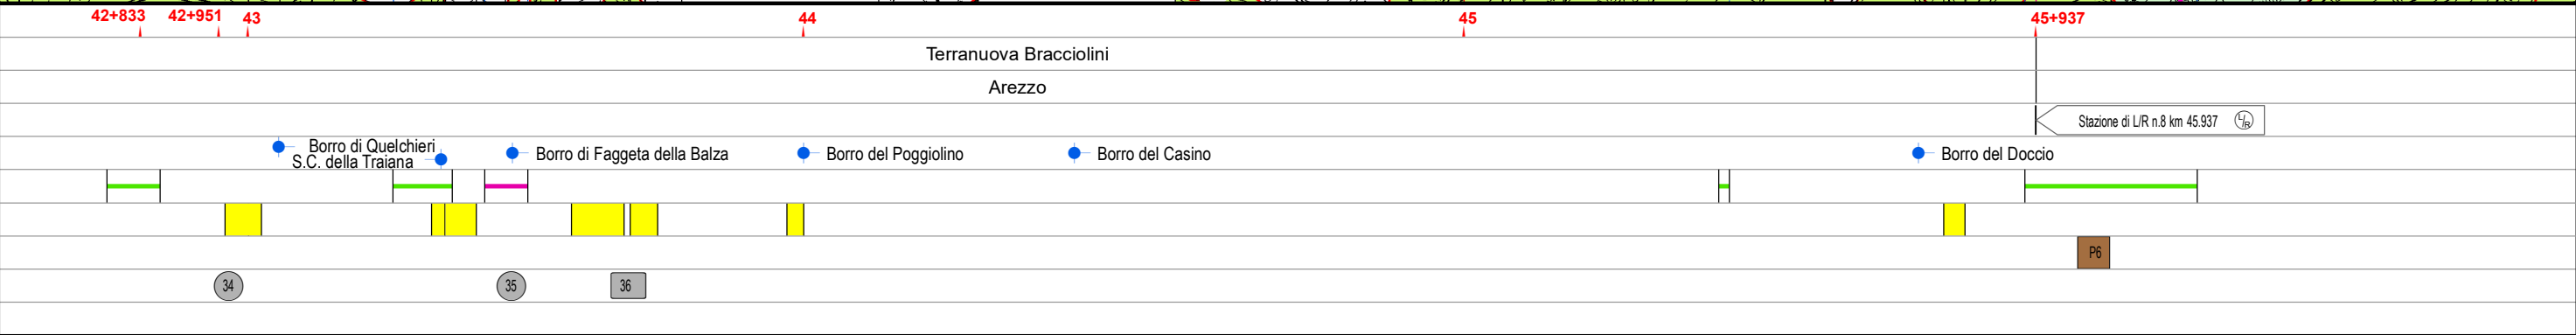 42+833 42+951 43 44 45 45+937
Terranuova Bracciolini
Arezzo
Stazione di L/R n.8 km 45.937 L/R
Borro di Quelchieri
S.C. della Traiana
Borro di Faggeta della Balza
Borro del Poggiolino
Borro del Casino
Borro del Doccio
P6
34 35 36